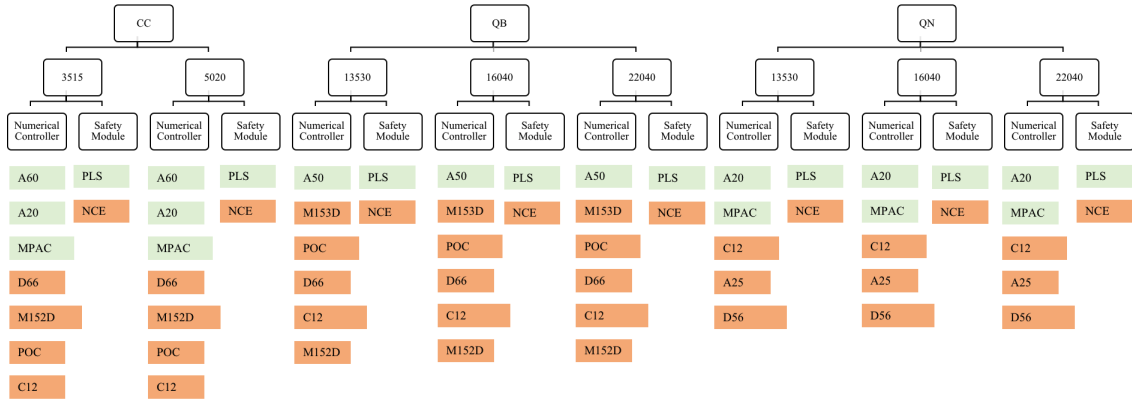 CC QB QN
3515 5020 13530 16040 22040 13530 16040 22040
Numerical Safety Numerical Safety Numerical Safety Numerical Safety Numerical Safety Numerical Safety Numerical Safety Numerical Safety
Controller Module Controller Module Controller Module Controller Module Controller Module Controller Module Controller Module Controller Module
A60 PLS A60 PLS A50 PLS A50 PLS A50 PLS A20 PLS A20 PLS A20 PLS
A20 NCE A20 NCE M153D NCE M153D NCE M153D NCE MPAC NCE MPAC NCE MPAC NCE
MPAC MPAC POC POC POC C12 C12 C12
D66 D66 D66 D66 D66 A25 A25 A25
M152D M152D C12 C12 C12 D56 D56 D56
POC POC M152D M152D M152D
C12 C12